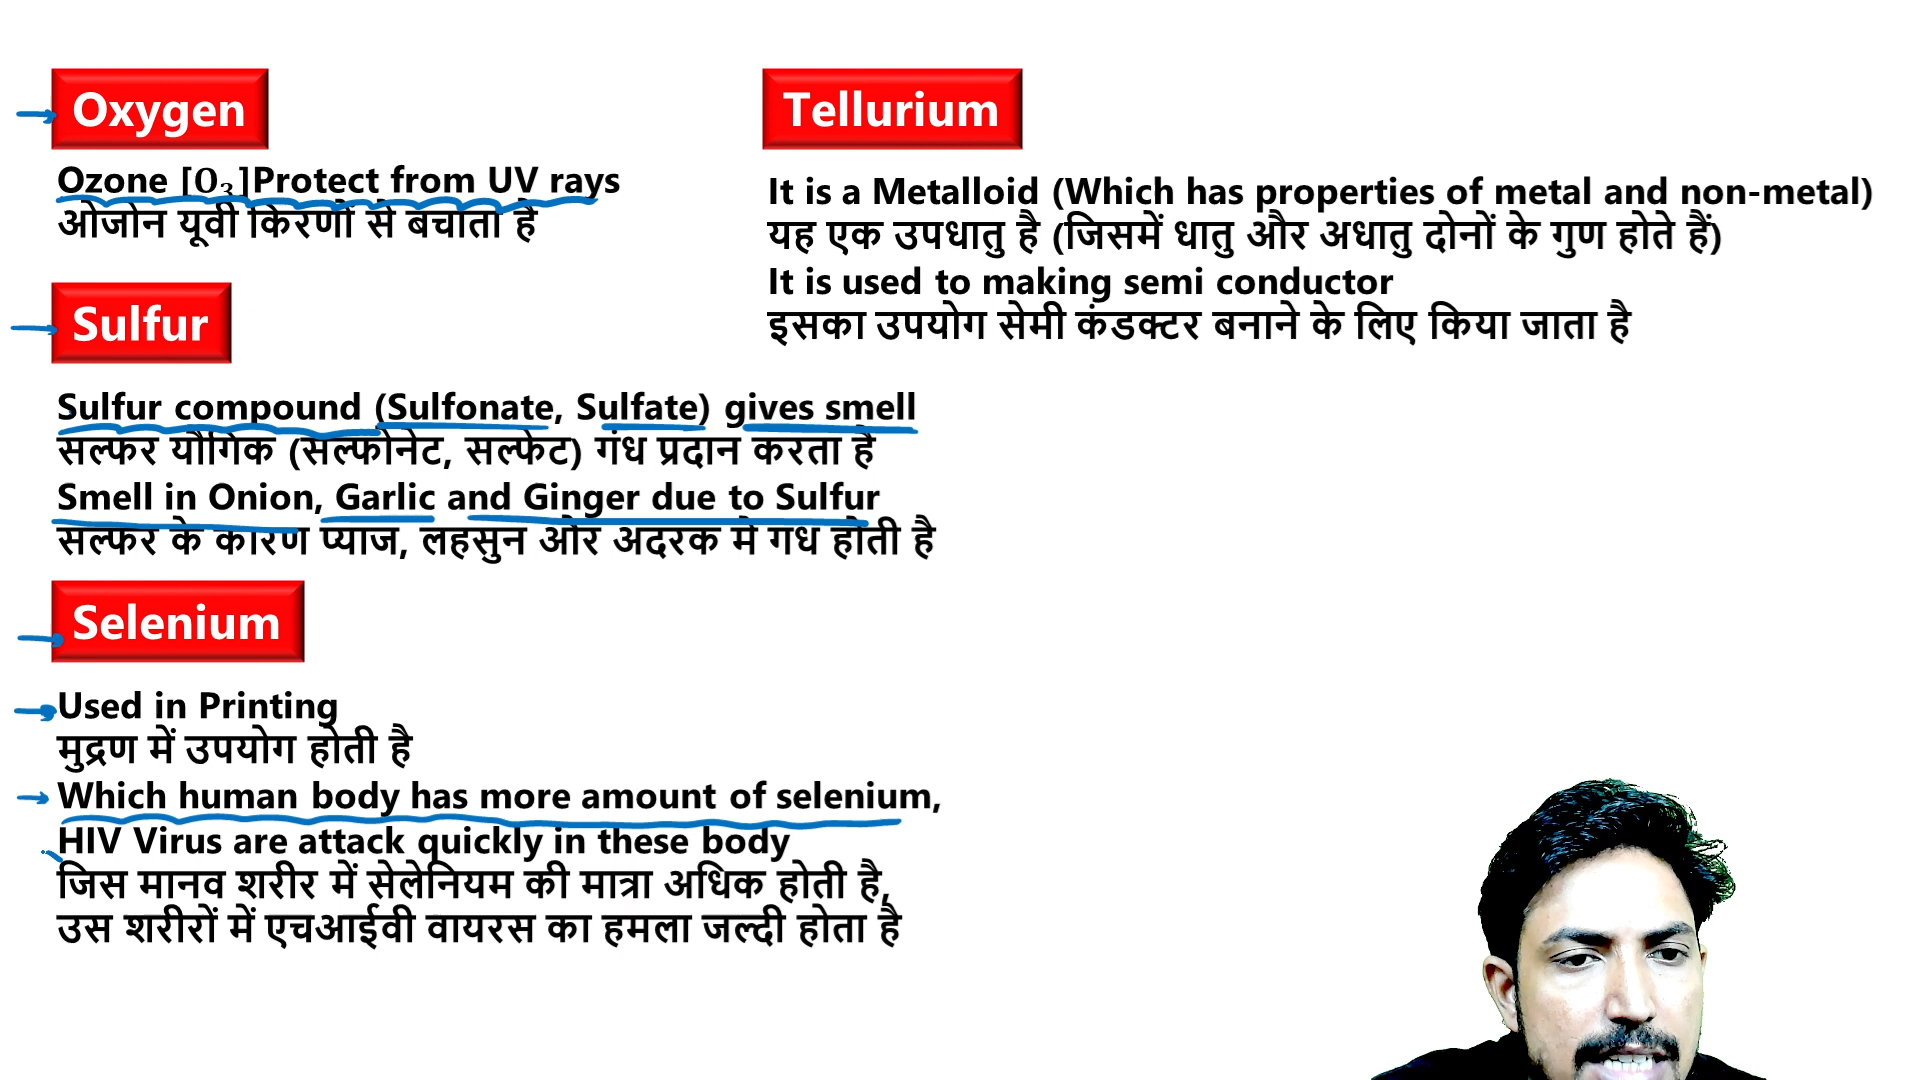 Oxygen
Ozone [O₃]Protect from UV rays
ओजोन यूवी किरणों से बचाता है
Sulfur
Sulfur compound (Sulfonate, Sulfate) gives smell
सल्फर यौगिक (सल्फोनेट, सल्फेट) गंध प्रदान करता है
Smell in Onion, Garlic and Ginger due to Sulfur
सल्फर के कारण प्याज, लहसुन और अदरक में गंध होती है
Selenium
Used in Printing
मुद्रण में उपयोग होती है
Which human body has more amount of selenium,
HIV Virus are attack quickly in these body
जिस मानव शरीर में सेलेनियम की मात्रा अधिक होती है,
उस शरीरों में एचआईवी वायरस का हमला जल्दी होता है
Tellurium
It is a Metalloid (Which has properties of metal and non-metal)
यह एक उपधातु है (जिसमें धातु और अधातु दोनों के गुण होते हैं)
It is used to making semi conductor
इसका उपयोग सेमी कंडक्टर बनाने के लिए किया जाता है